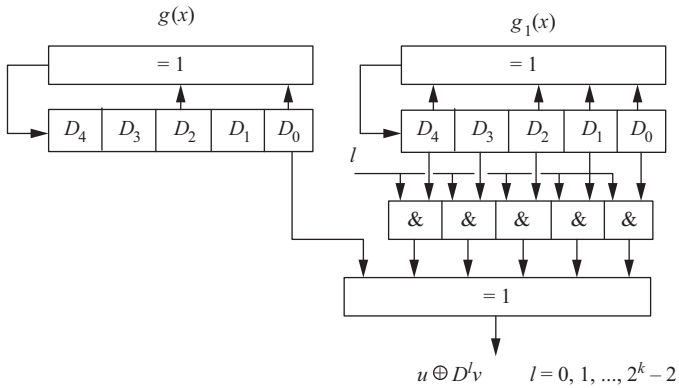 g(x) g₁(x)
= 1 = 1
D₄ D₃ D₂ D₁ D₀ D₄ D₃ D₂ D₁ D₀
l
& & & & &
= 1
u ⊕ Dˡv l = 0, 1, ..., 2ᵏ – 2